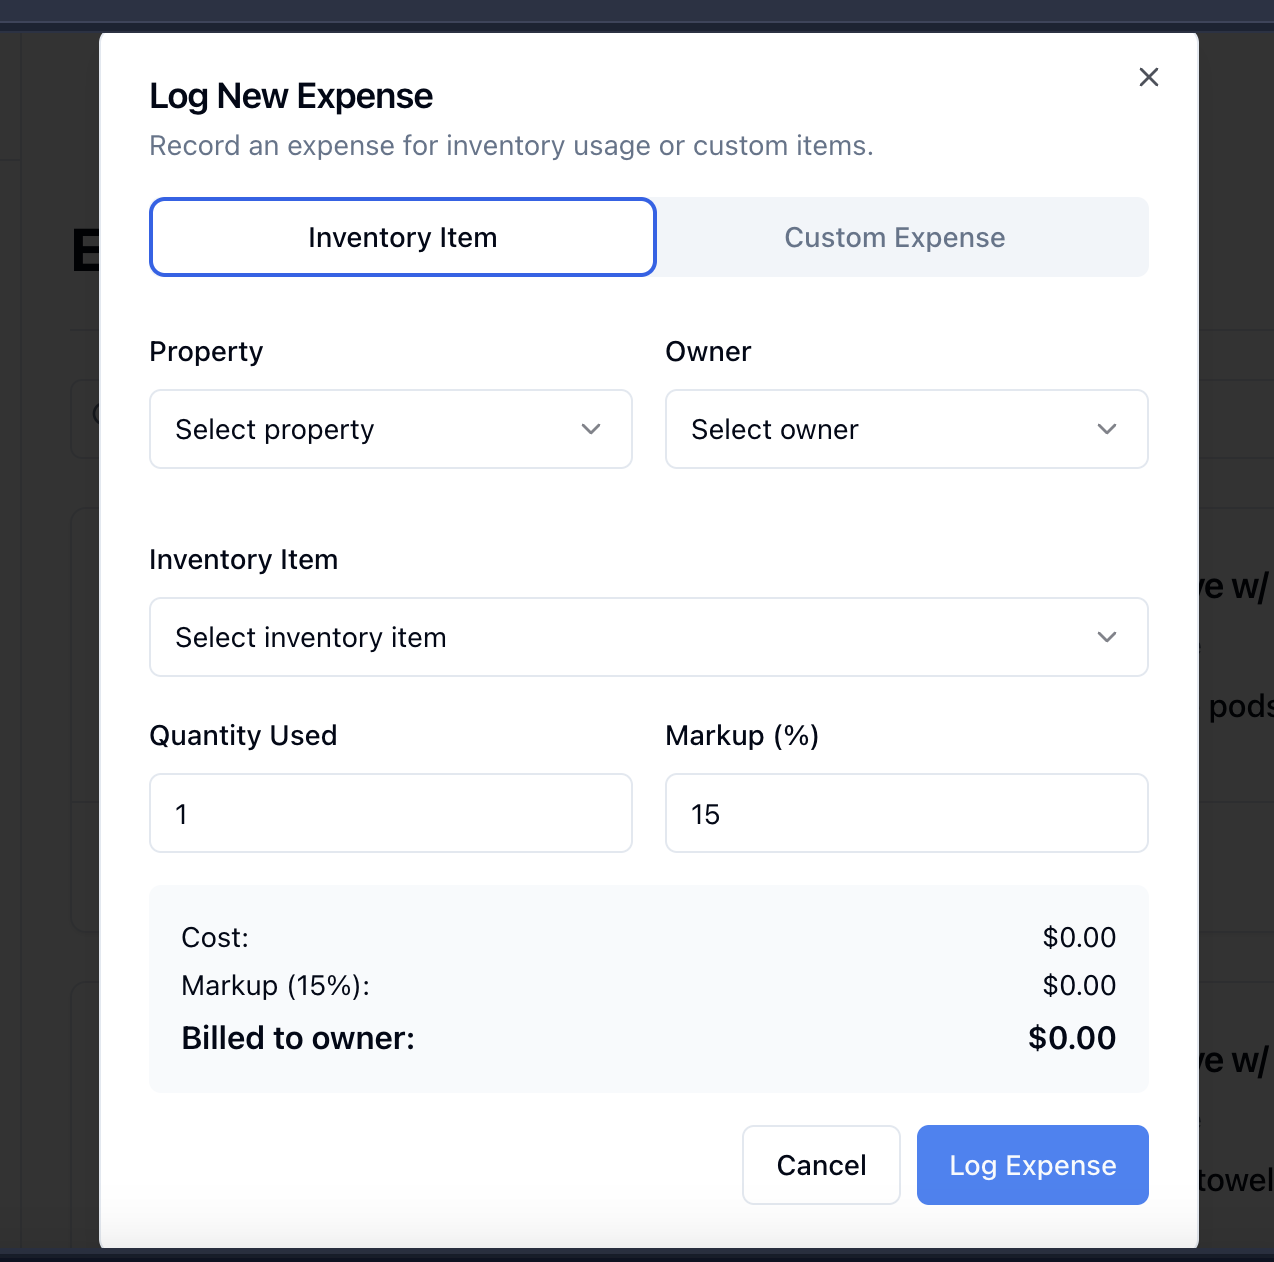 Log New Expense
Record an expense for inventory usage or custom items.
Inventory Item
Custom Expense
Property
Owner
Select property
Select owner
Inventory Item
Select inventory item
ve w/
pods
Quantity Used
Markup (%)
1
15
Cost:
$0.00
Markup (15%):
$0.00
Billed to owner:
$0.00
ve w/
Cancel
Log Expense
towel